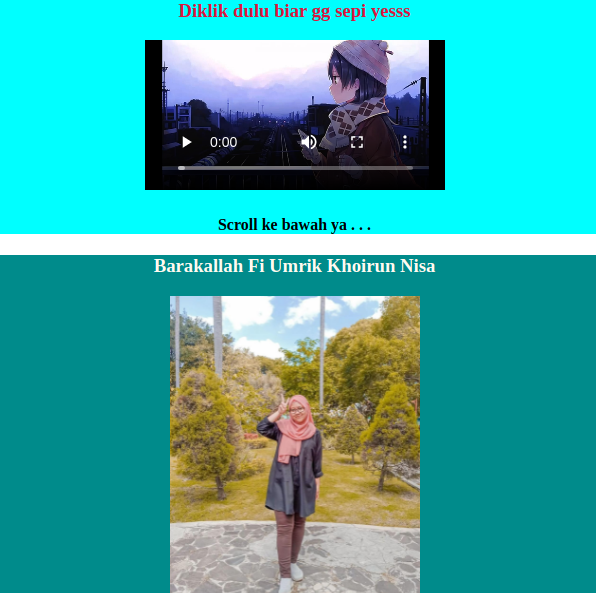 Diklik dulu biar gg sepi yesss
0:00
Scroll ke bawah ya . . .
Barakallah Fi Umrik Khoirun Nisa